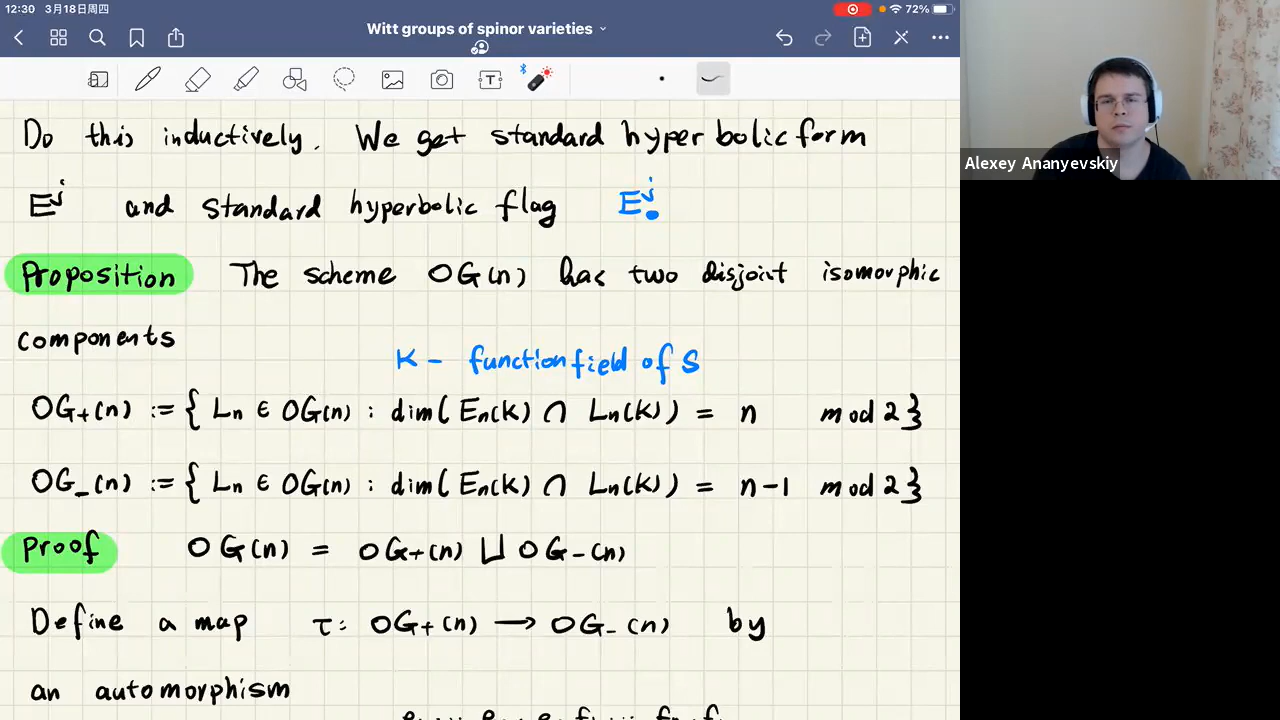 12:30 3月18日周四
72%
Witt groups of spinor varieties
Do this inductively. We get standard hyperbolic form
E^j and standard hyperbolic flag E^j_•
Proposition The scheme OG(n) has two disjoint isomorphic
components
K - function field of S
OG+(n) := { Ln ∈ OG(n) : dim( En(K) ∩ Ln(K) ) = n mod 2 }
OG_(n) := { Ln ∈ OG(n) : dim( En(K) ∩ Ln(K) ) = n-1 mod 2 }
Proof OG(n) = OG+(n) ⊔ OG-(n)
Define a map τ: OG+(n) → OG-(n) by
an automorphism
Alexey Ananyevskiy